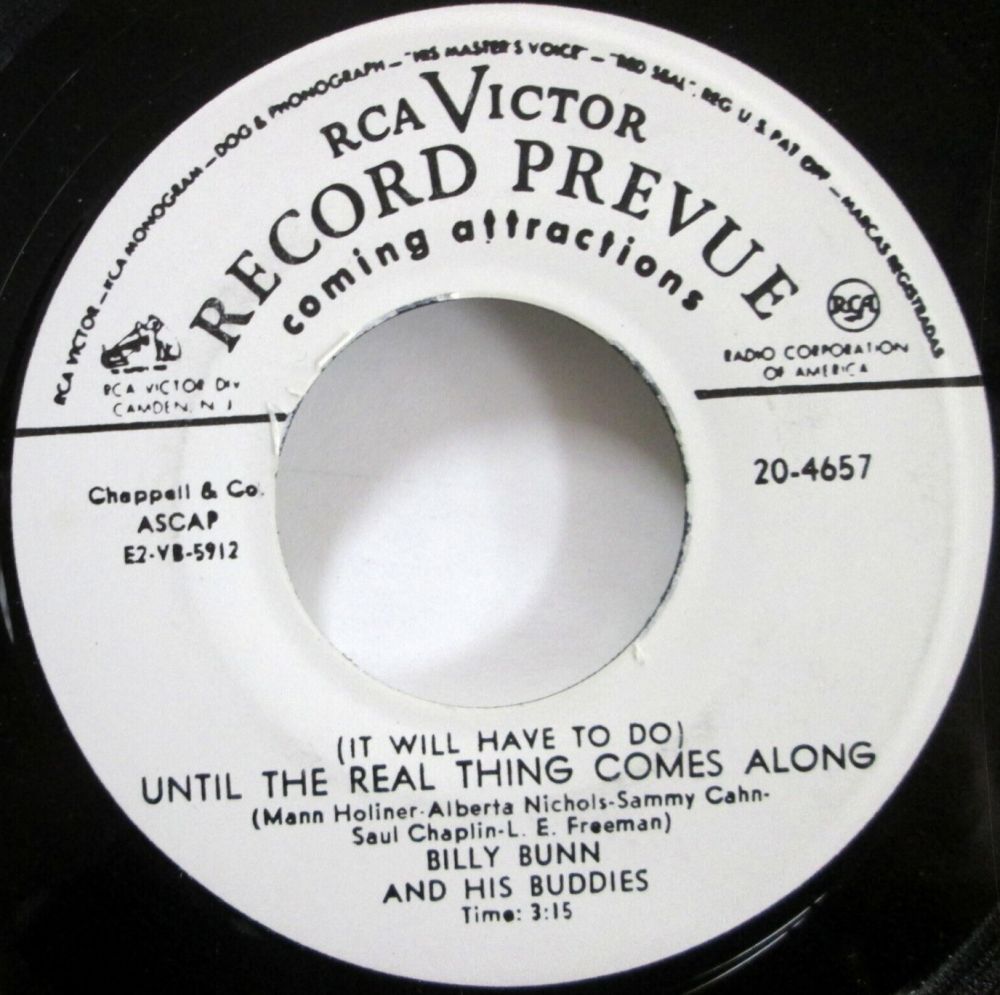 RCA VICTOR — RCA MONOGRAM — DOG & PHONOGRAPH — "HIS MASTER'S VOICE" — "RED SEAL", REG U S PAT OFF — MARCAS REGISTRADAS
RCA VICTOR
RECORD PREVUE
coming attractions
RCA VICTOR Div
CAMDEN, N J
RCA
RADIO CORPORATION
OF AMERICA
Chappell & Co.
ASCAP
E2-VB-5912
20-4657
(IT WILL HAVE TO DO)
UNTIL THE REAL THING COMES ALONG
(Mann Holiner-Alberta Nichols-Sammy Cahn-
Saul Chaplin-L. E. Freeman)
BILLY BUNN
AND HIS BUDDIES
Time: 3:15